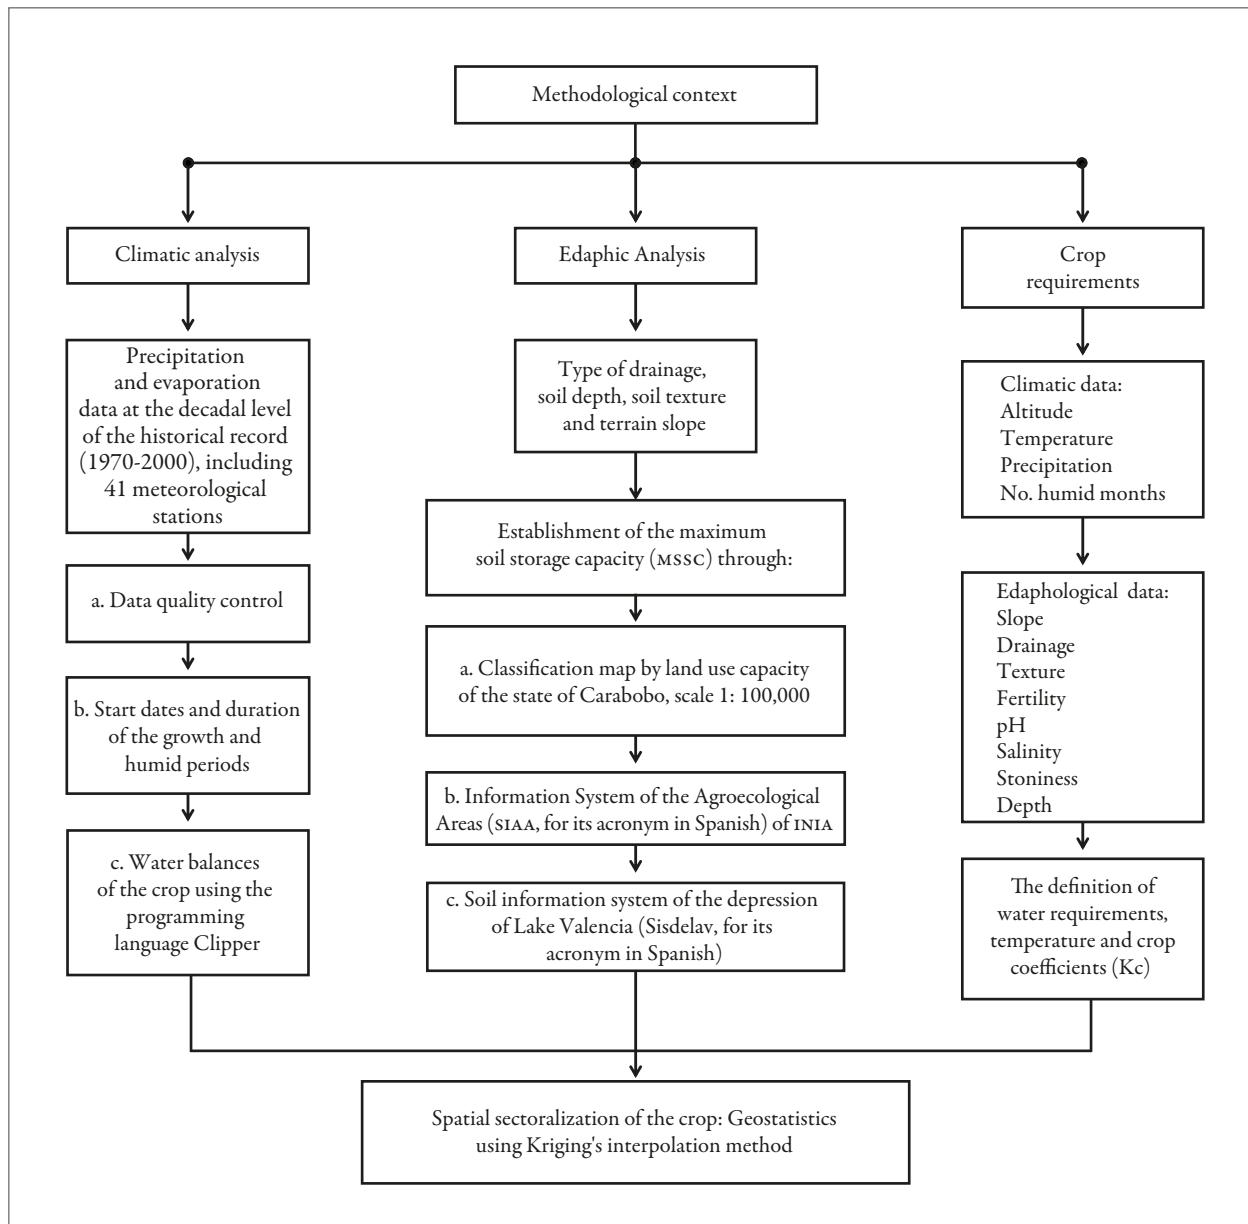 Methodological context
Climatic analysis
Precipitation
and evaporation
data at the decadal level
of the historical record
(1970-2000), including
41 meteorological
stations
a. Data quality control
b. Start dates and duration
of the growth and
humid periods
c. Water balances
of the crop using the
programming
language Clipper
Edaphic Analysis
Type of drainage,
soil depth, soil texture
and terrain slope
Establishment of the maximum
soil storage capacity (MSSC) through:
a. Classification map by land use capacity
of the state of Carabobo, scale 1: 100,000
b. Information System of the Agroecological
Areas (SIAA, for its acronym in Spanish) of INIA
c. Soil information system of the depression
of Lake Valencia (Sisdelav, for its
acronym in Spanish)
Crop
requirements
Climatic data:
Altitude
Temperature
Precipitation
No. humid months
Edaphological data:
Slope
Drainage
Texture
Fertility
pH
Salinity
Stoniness
Depth
The definition of
water requirements,
temperature and crop
coefficients (Kc)
Spatial sectoralization of the crop: Geostatistics
using Kriging's interpolation method